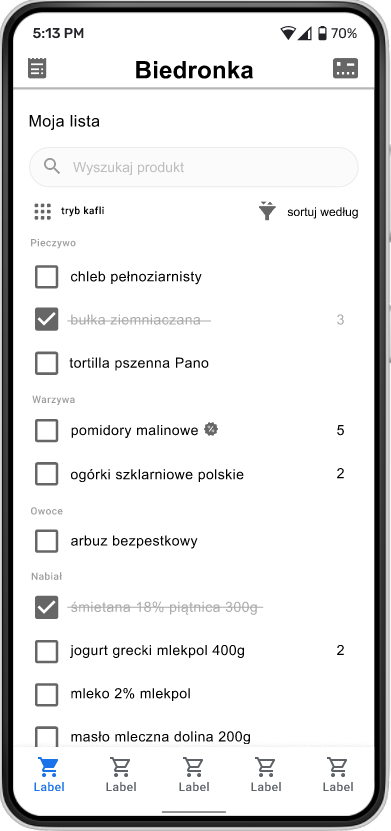 5:13 PM 70%
Biedronka
Moja lista
Wyszukaj produkt
tryb kafli sortuj według
Pieczywo
chleb pełnoziarnisty
bułka ziemniaczana 3
tortilla pszenna Pano
Warzywa
pomidory malinowe 5
ogórki szklarniowe polskie 2
Owoce
arbuz bezpestkowy
Nabiał
śmietana 18% piątnica 300g
jogurt grecki mlekpol 400g 2
mleko 2% mlekpol
masło mleczna dolina 200g
Label Label Label Label Label